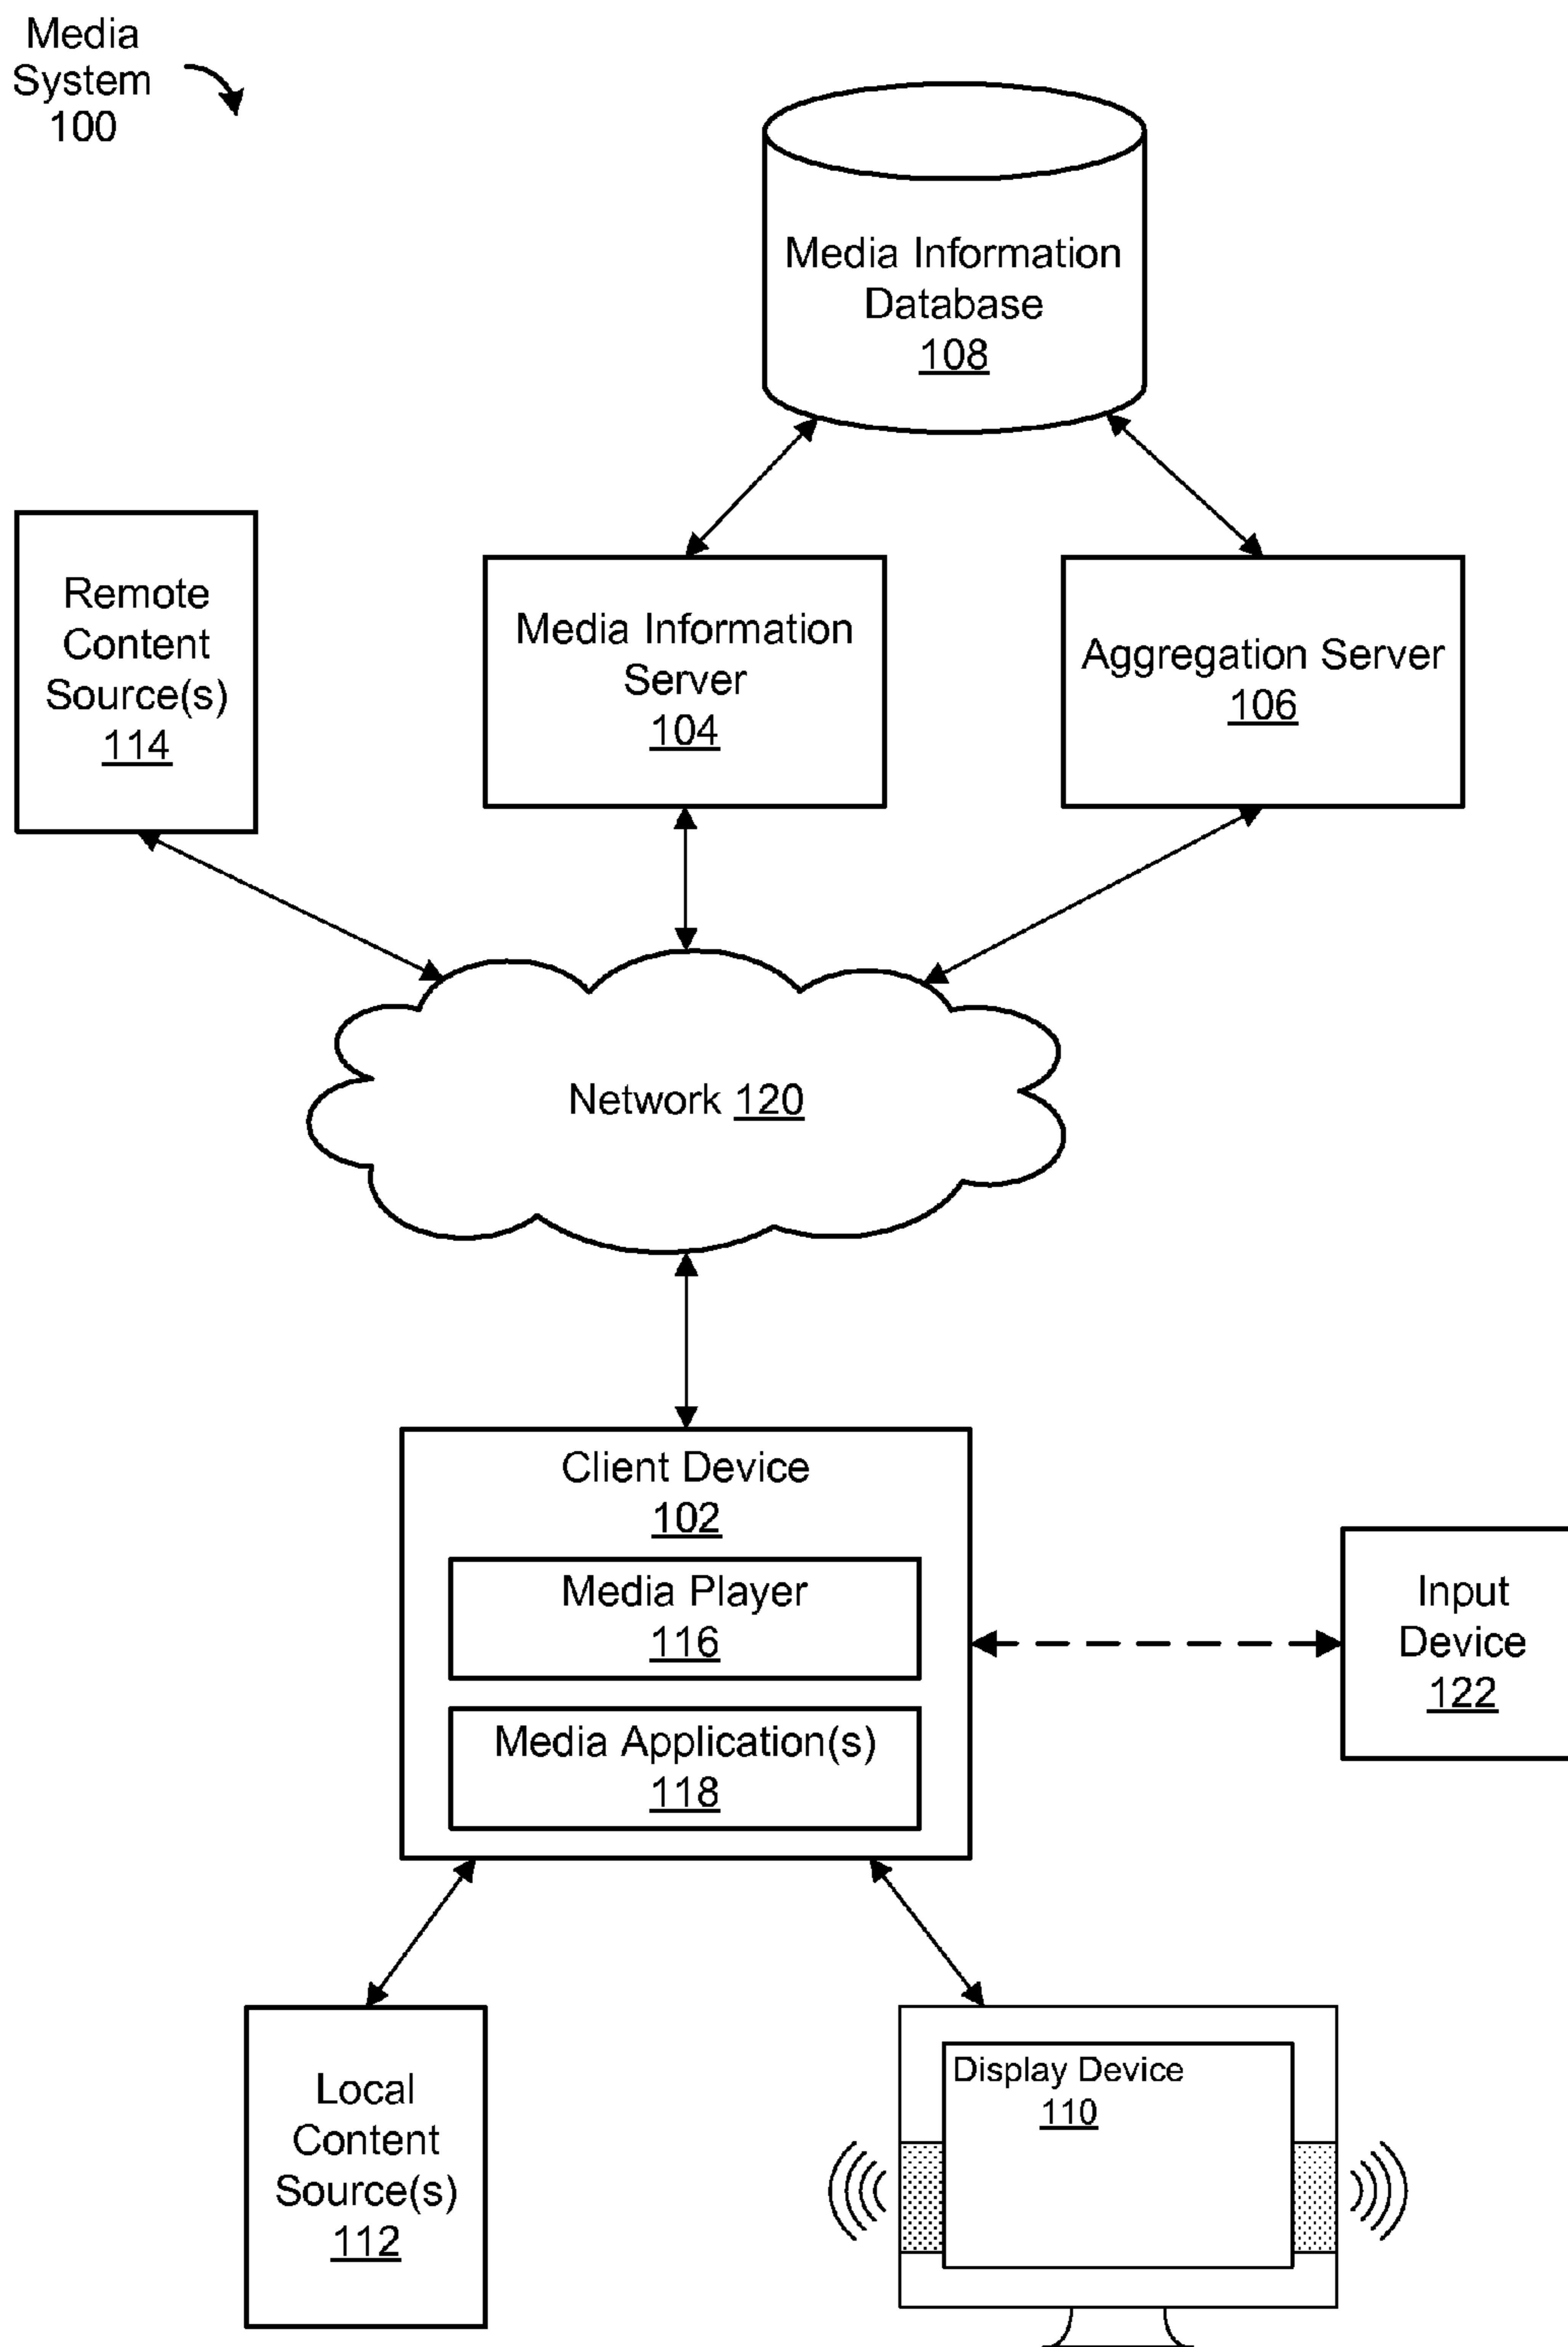 Media
System
100
Media Information
Database
108
Remote
Content
Source(s)
114
Media Information
Server
104
Aggregation Server
106
Network 120
Client Device
102
Media Player
116
Media Application(s)
118
Input
Device
122
Local
Content
Source(s)
112
Display Device
110